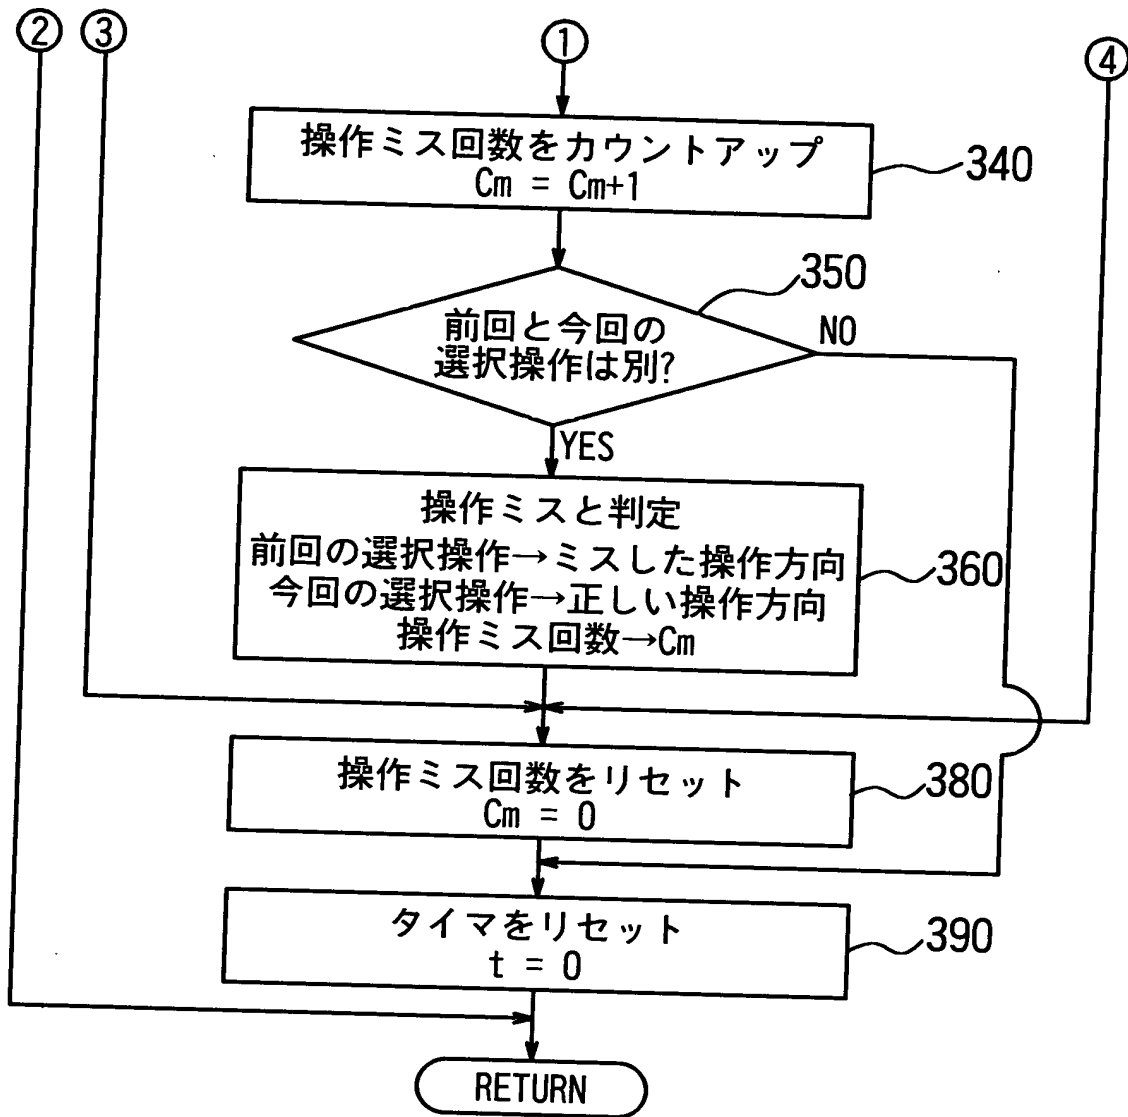 ②
③
①
④
操作ミス回数をカウントアップ
Cm = Cm+1
340
350
前回と今回の
選択操作は別?
NO
YES
操作ミスと判定
前回の選択操作→ミスした操作方向
今回の選択操作→正しい操作方向
操作ミス回数→Cm
360
操作ミス回数をリセット
Cm = 0
380
タイマをリセット
t = 0
390
RETURN